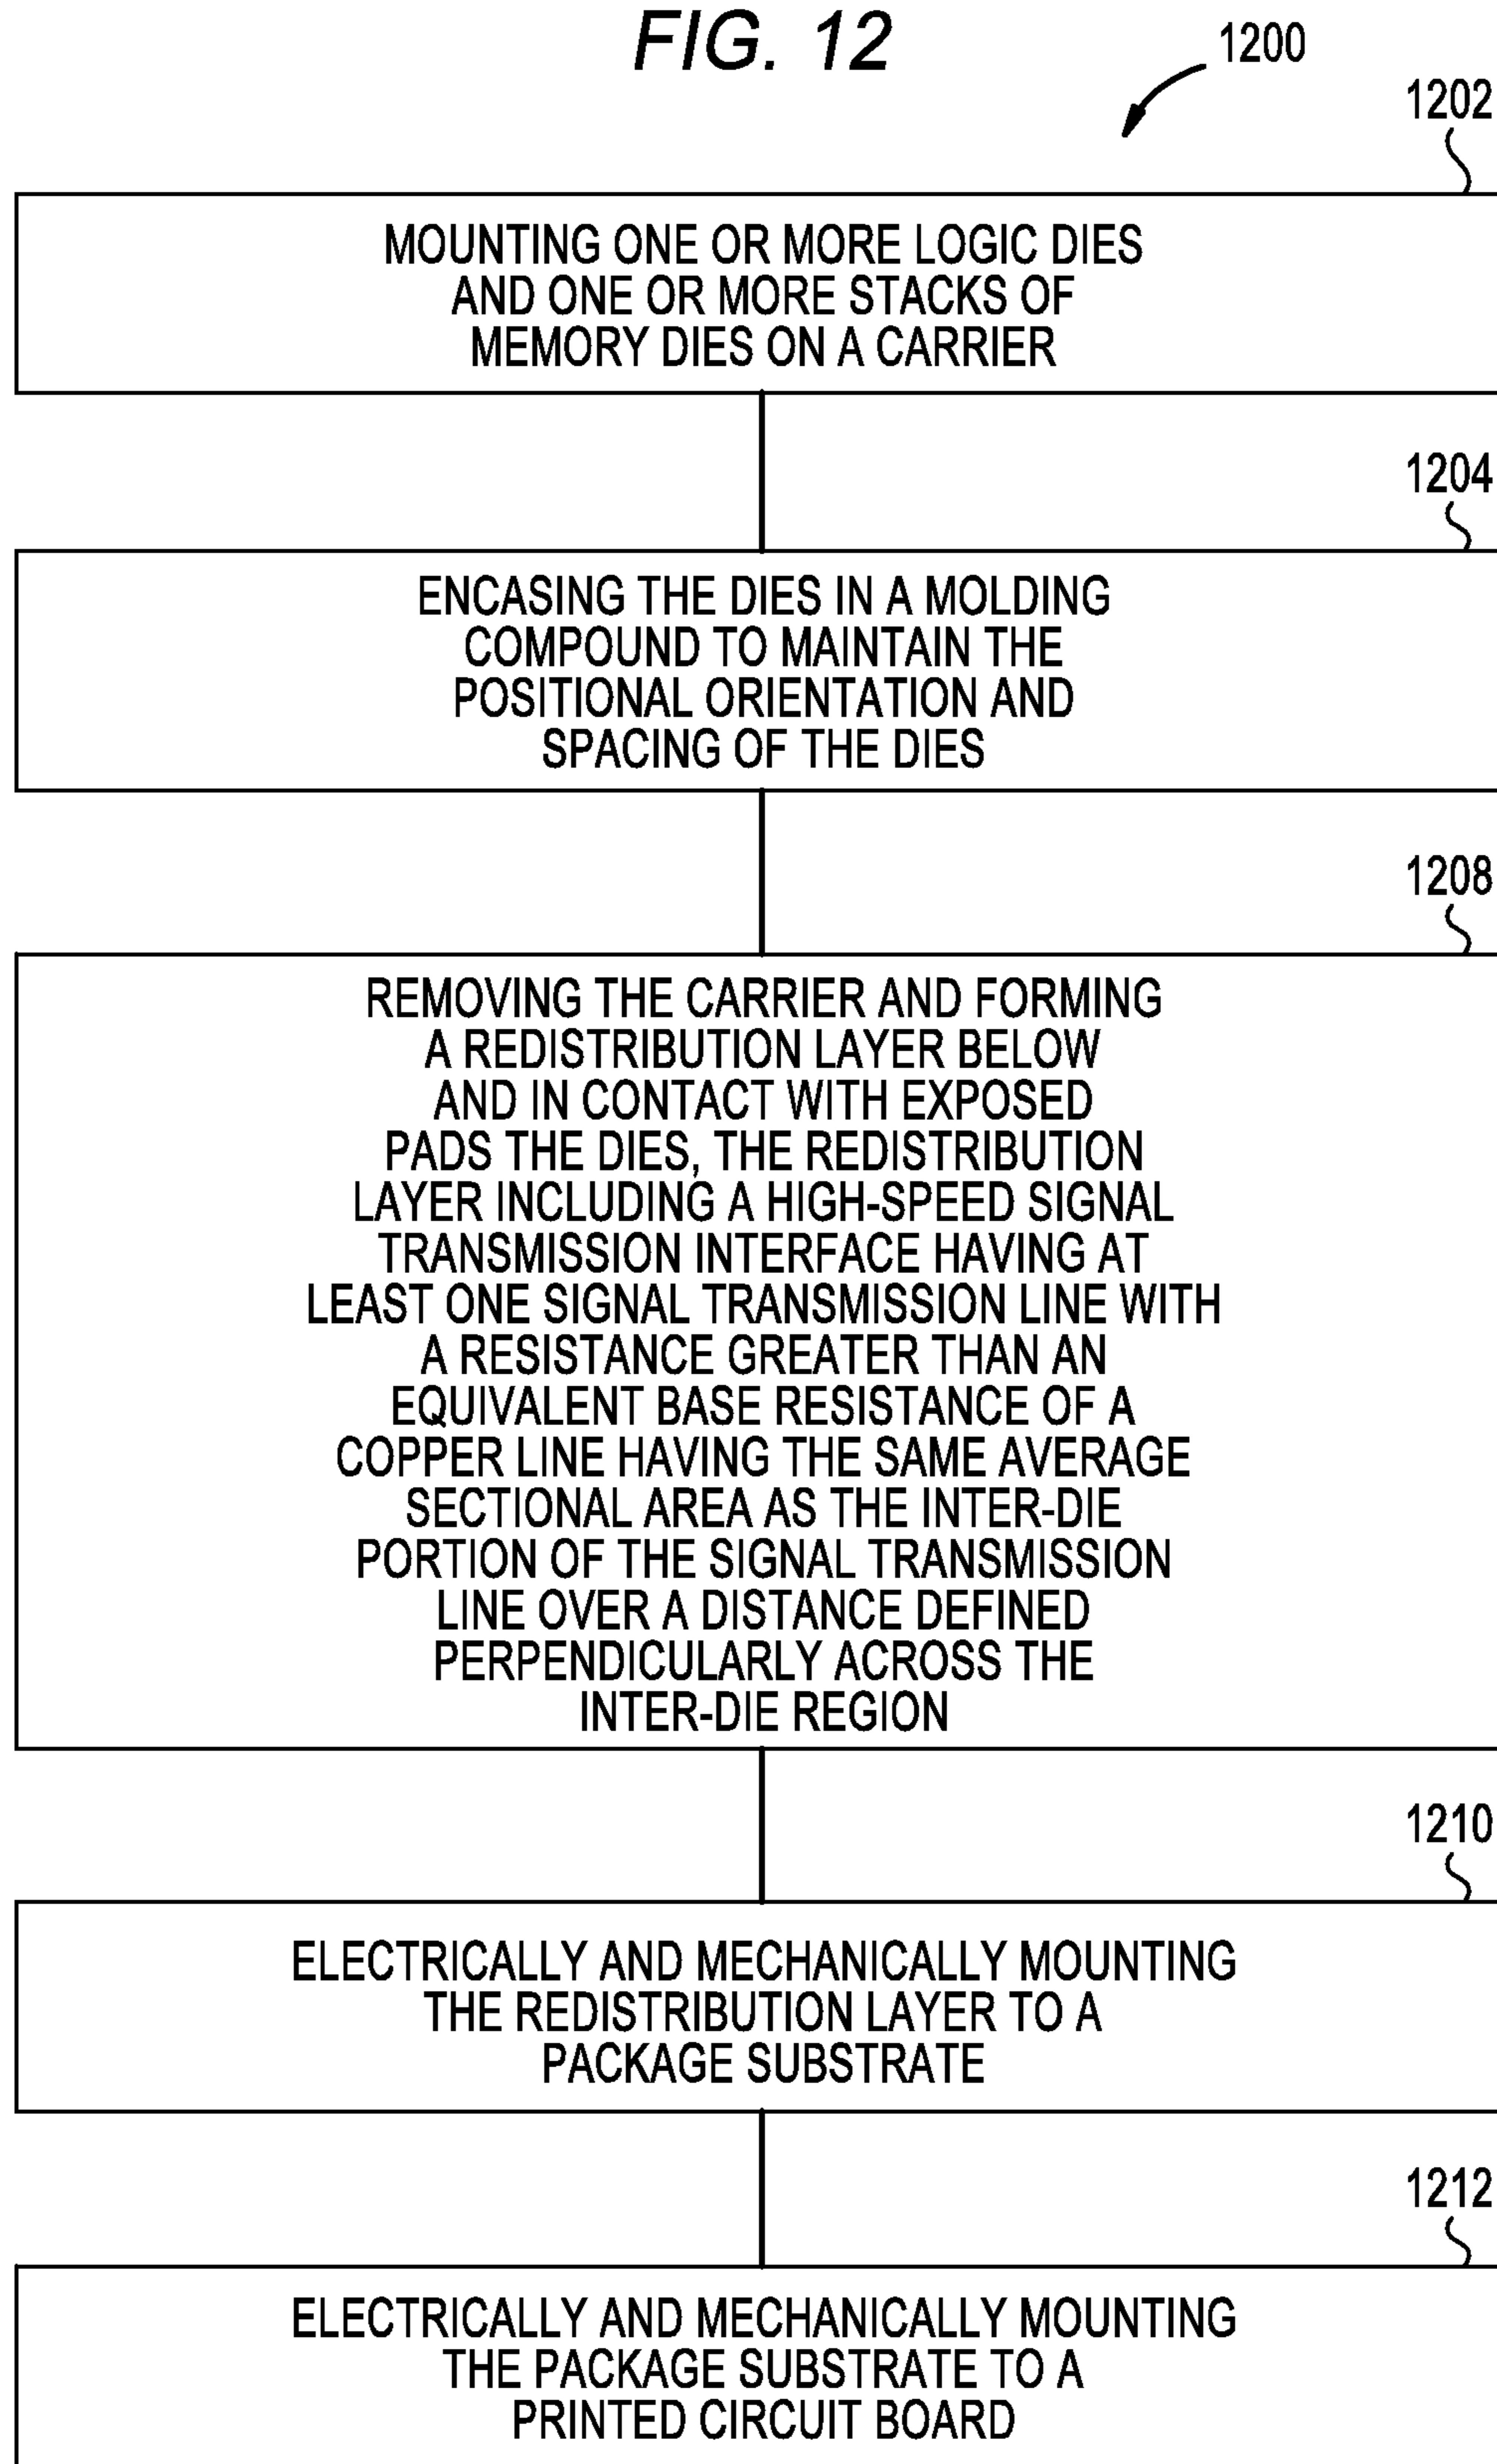 FIG. 12
1200
1202
MOUNTING ONE OR MORE LOGIC DIES
AND ONE OR MORE STACKS OF
MEMORY DIES ON A CARRIER
1204
ENCASING THE DIES IN A MOLDING
COMPOUND TO MAINTAIN THE
POSITIONAL ORIENTATION AND
SPACING OF THE DIES
1208
REMOVING THE CARRIER AND FORMING
A REDISTRIBUTION LAYER BELOW
AND IN CONTACT WITH EXPOSED
PADS THE DIES, THE REDISTRIBUTION
LAYER INCLUDING A HIGH-SPEED SIGNAL
TRANSMISSION INTERFACE HAVING AT
LEAST ONE SIGNAL TRANSMISSION LINE WITH
A RESISTANCE GREATER THAN AN
EQUIVALENT BASE RESISTANCE OF A
COPPER LINE HAVING THE SAME AVERAGE
SECTIONAL AREA AS THE INTER-DIE
PORTION OF THE SIGNAL TRANSMISSION
LINE OVER A DISTANCE DEFINED
PERPENDICULARLY ACROSS THE
INTER-DIE REGION
1210
ELECTRICALLY AND MECHANICALLY MOUNTING
THE REDISTRIBUTION LAYER TO A
PACKAGE SUBSTRATE
1212
ELECTRICALLY AND MECHANICALLY MOUNTING
THE PACKAGE SUBSTRATE TO A
PRINTED CIRCUIT BOARD